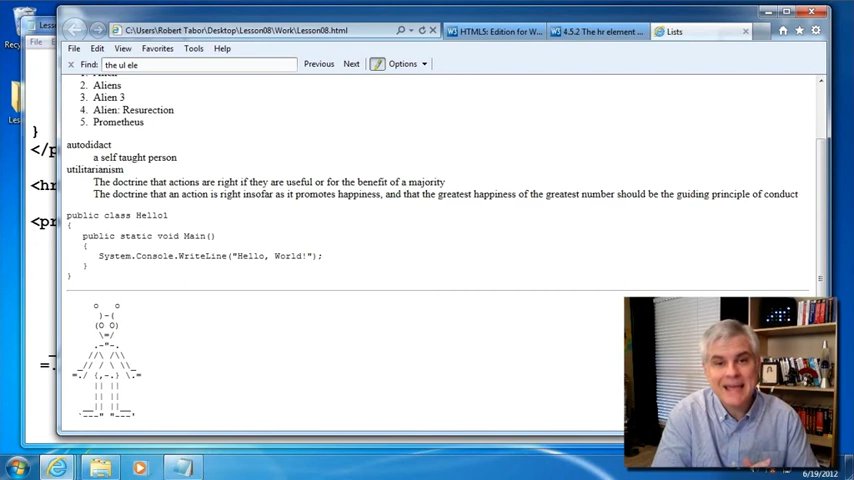 Less
C:\Users\Robert Tabor\Desktop\Lesson08\Work\Lesson08.html
HTML5: Edition for W...
4.5.2 The hr element ...
Lists
File Edit View Favorites Tools Help
Find: the ul ele Previous Next Options
2. Aliens
3. Alien 3
4. Alien: Resurection
5. Prometheus
autodidact
a self taught person
utilitarianism
The doctrine that actions are right if they are useful or for the benefit of a majority
The doctrine that an action is right insofar as it promotes happiness, and that the greatest happiness of the greatest number should be the guiding principle of conduct
public class Hello1
{
public static void Main()
{
System.Console.WriteLine("Hello, World!");
}
}
}
</p
<hr
<pr
6/19/2012